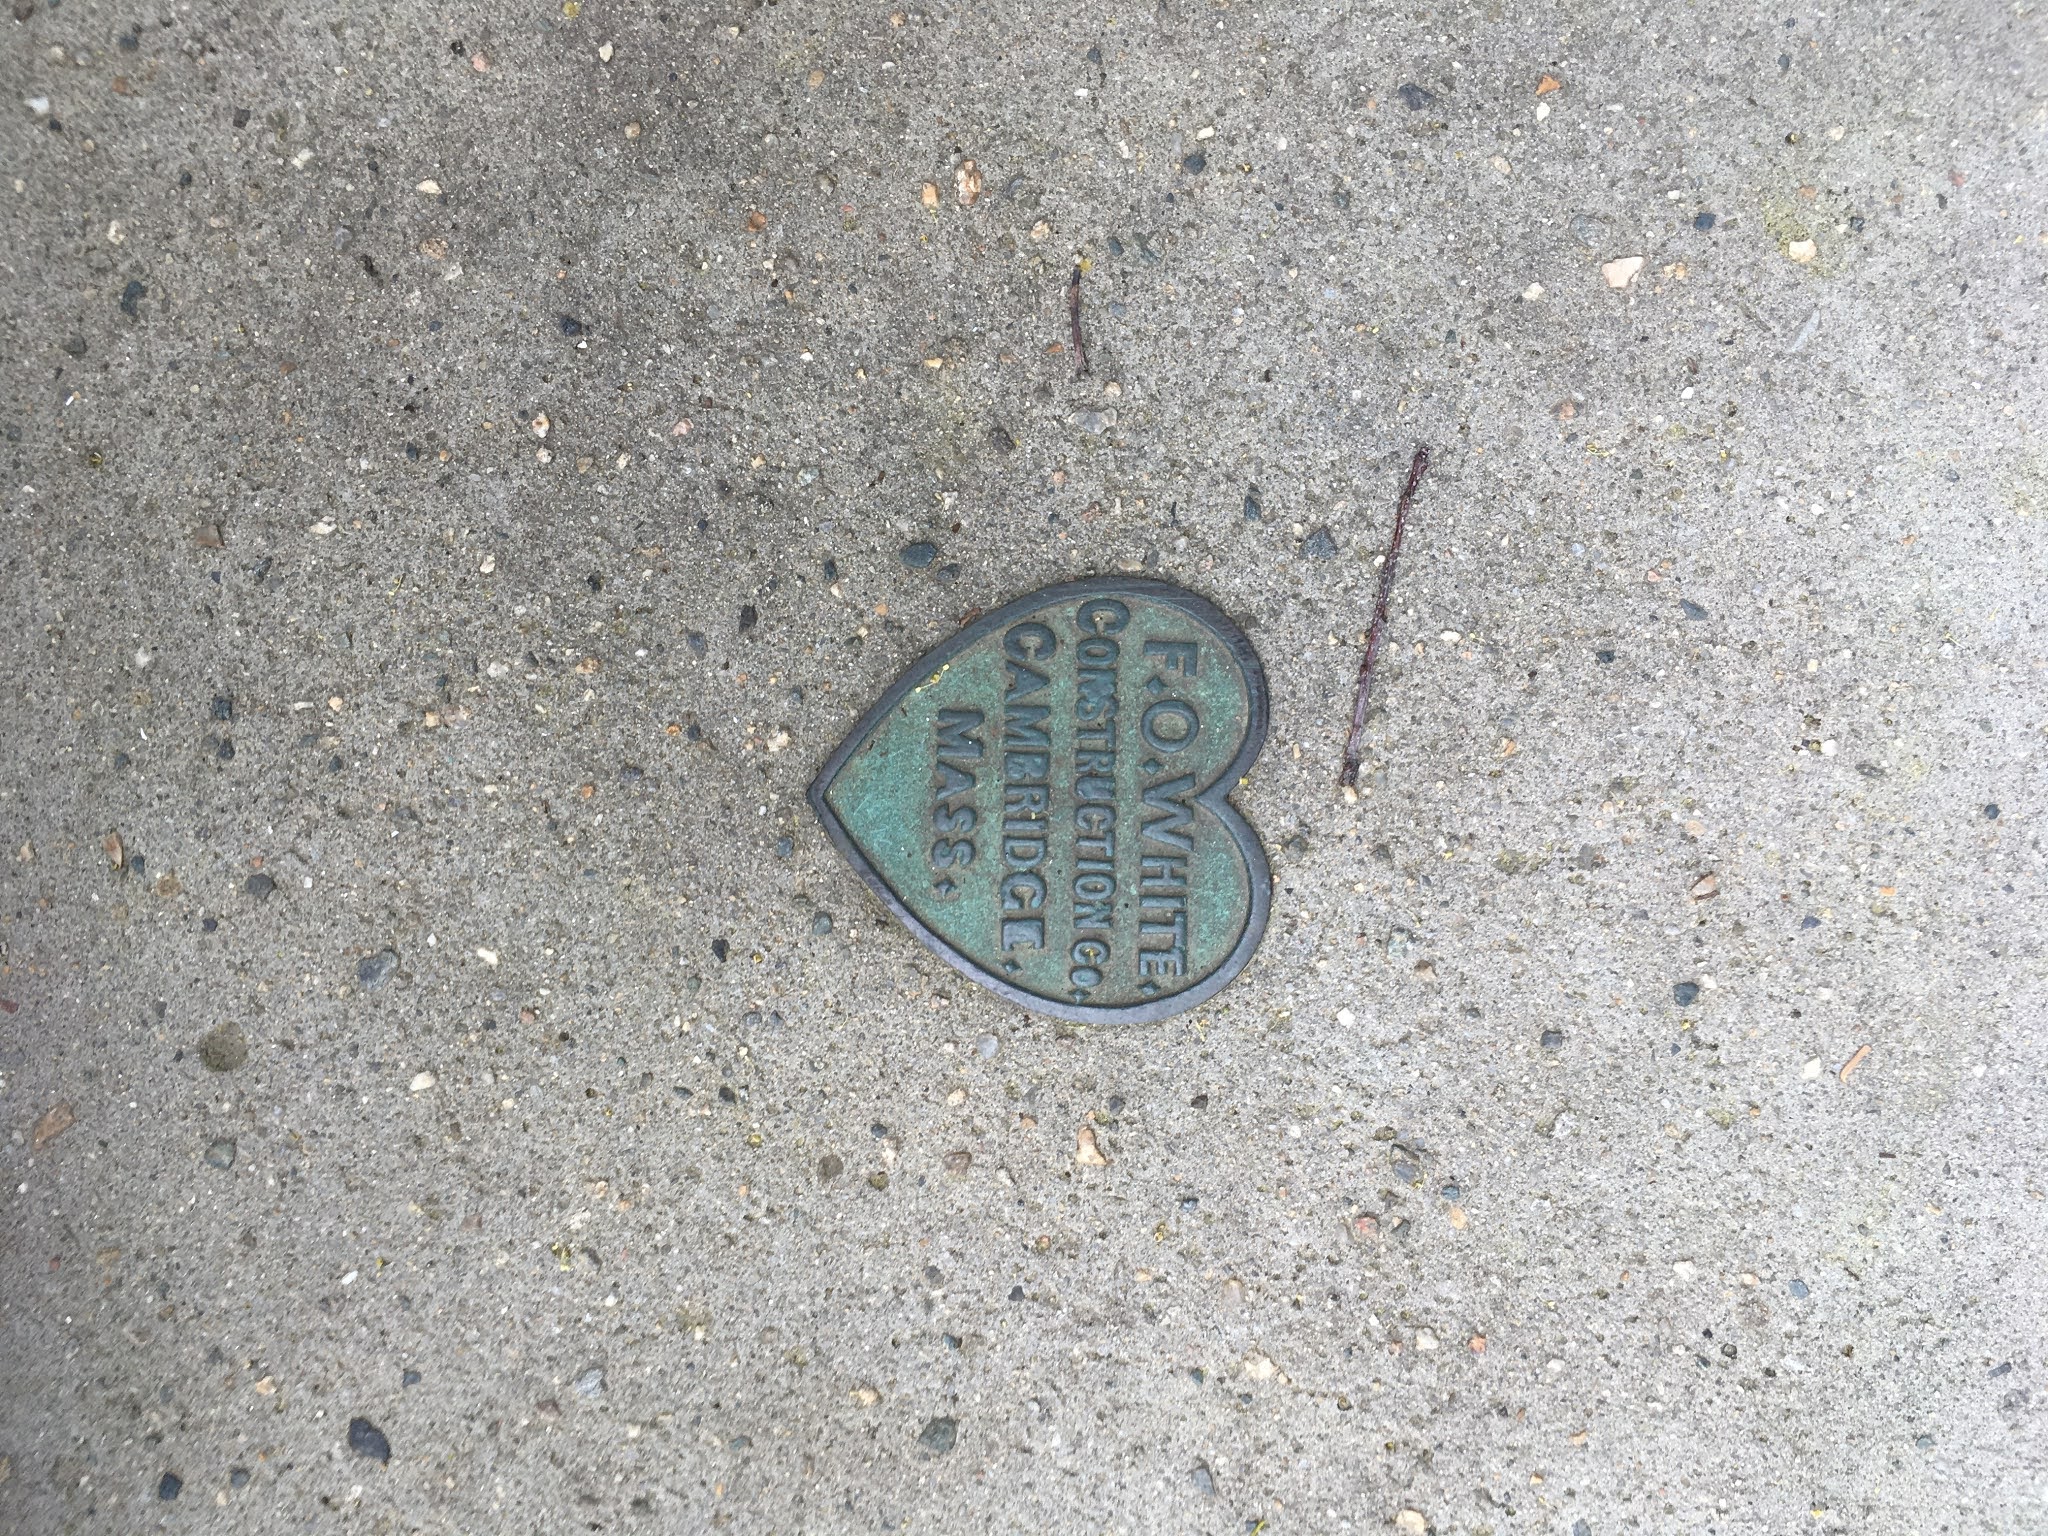 F.O.WHITE.
CONSTRUCTION CO.
CAMBRIDGE.
MASS.